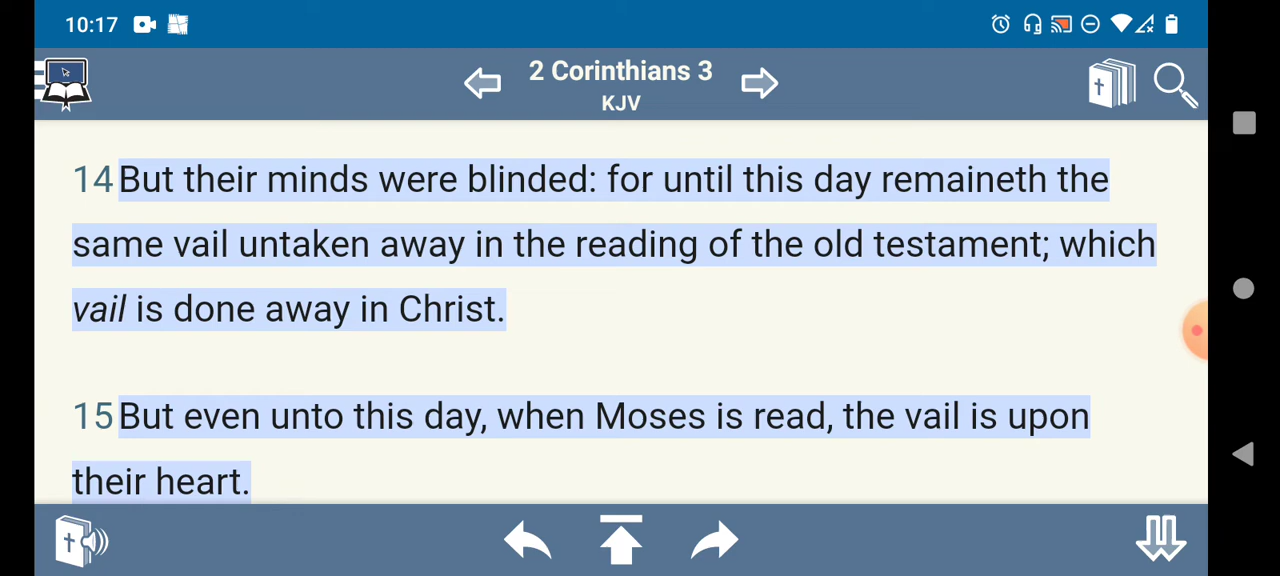 10:17
2 Corinthians 3
KJV
14 But their minds were blinded: for until this day remaineth the
same vail untaken away in the reading of the old testament; which
vail is done away in Christ.
15 But even unto this day, when Moses is read, the vail is upon
their heart.